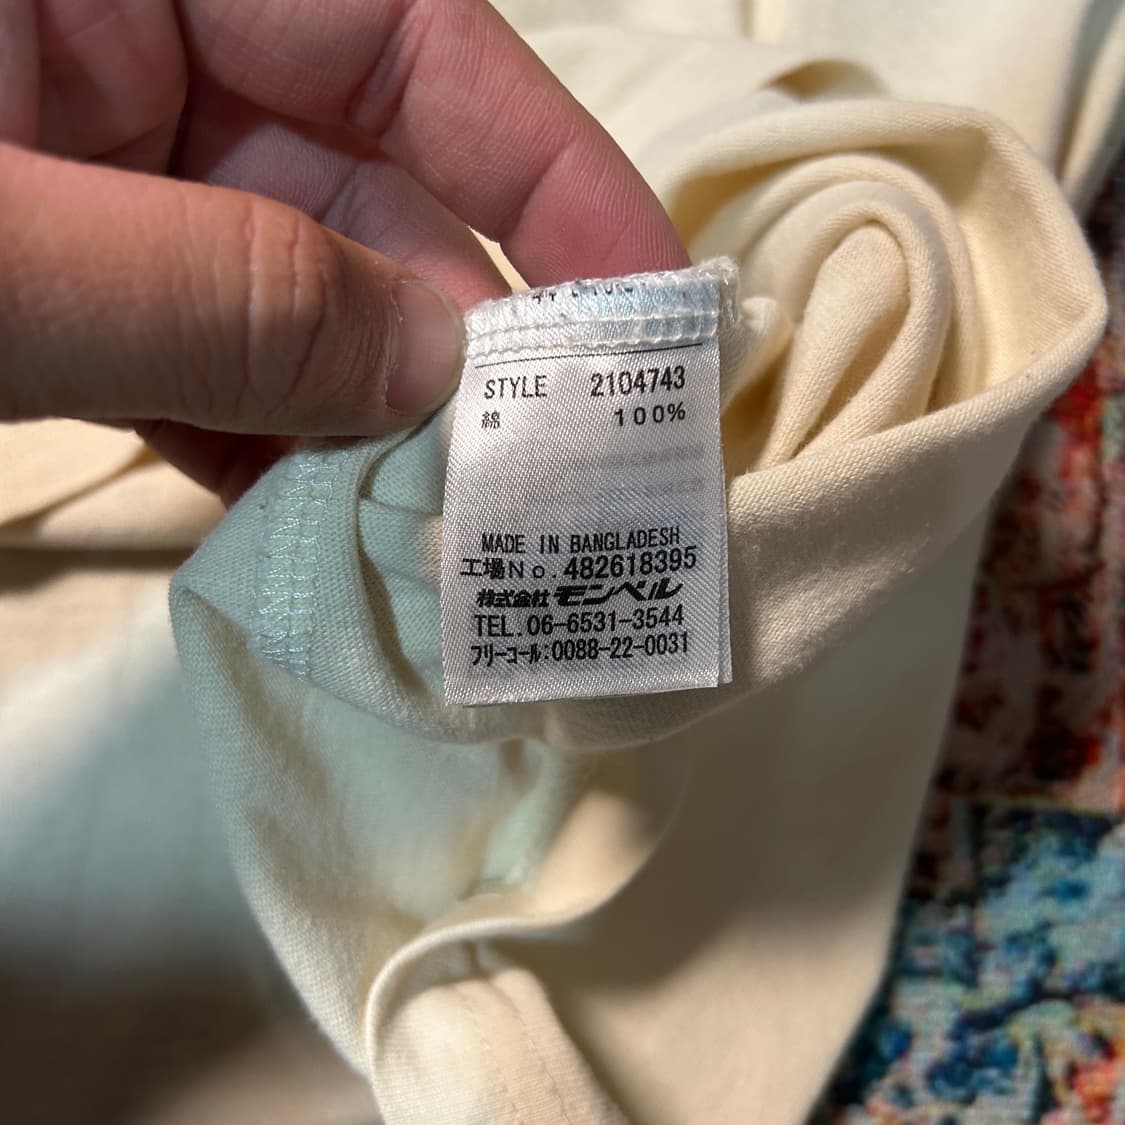 STYLE 2104743
綿 100%
MADE IN BANGLADESH
工場No.482618395
株式会社 モンベル
TEL.06-6531-3544
フリーコール:0088-22-0031